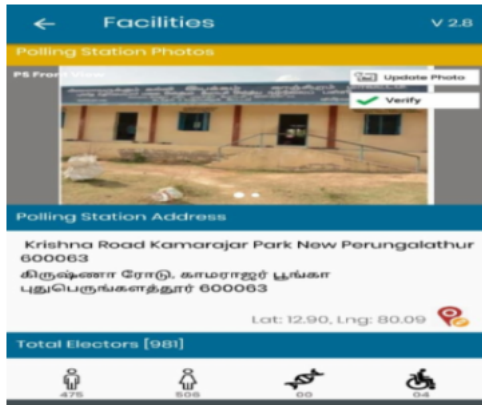 Facilities
V 2.8
Polling Station Photos
PS Front View
Update Photo
Verify
Polling Station Address
Krishna Road Kamarajar Park New Perungalathur
600063
கிருஷ்ணா ரோடு, காமராஜர் பூங்கா
புதுபெருங்களத்தூர் 600063
Lat: 12.90, Lng: 80.09
Total Electors [981]
475
506
00
04